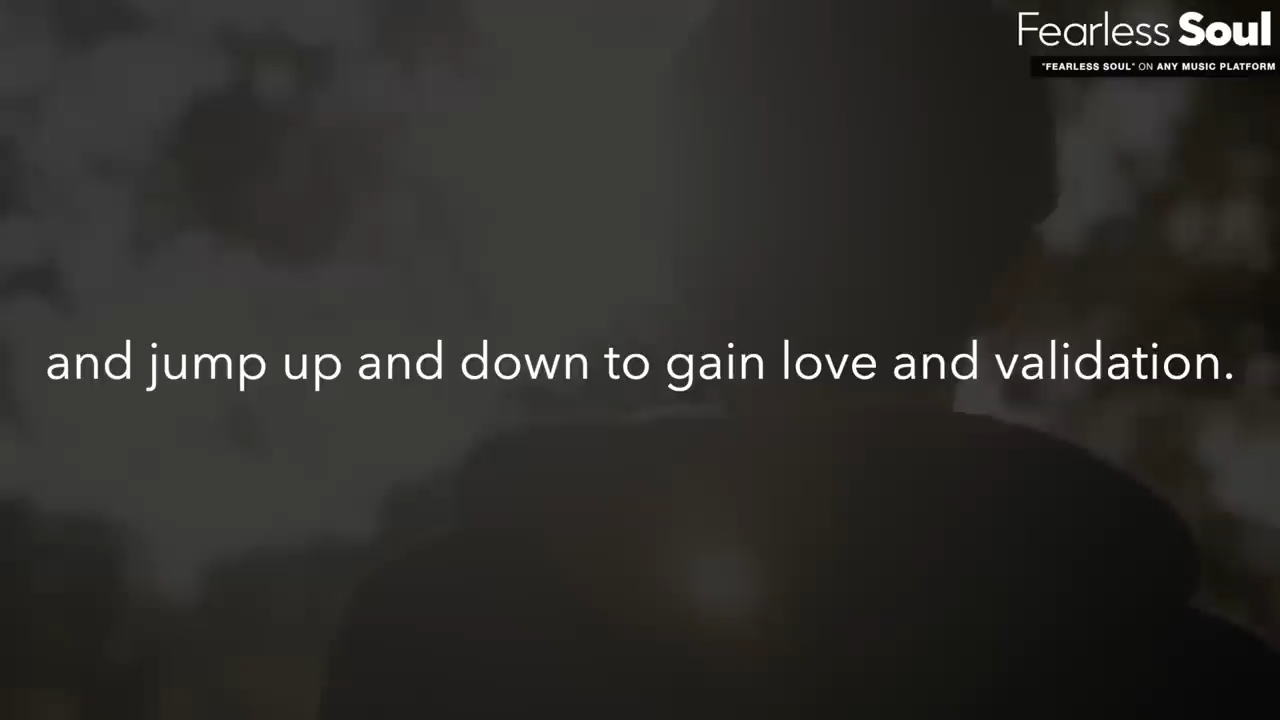 Fearless Soul
"FEARLESS SOUL" ON ANY MUSIC PLATFORM
and jump up and down to gain love and validation.